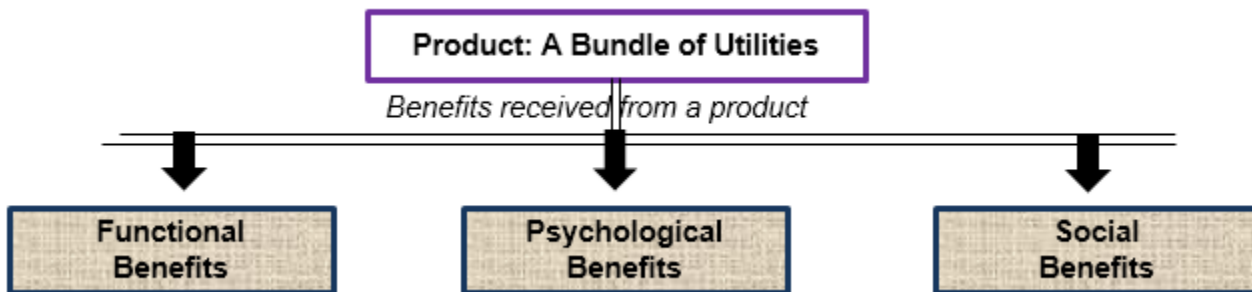 Product: A Bundle of Utilities
Benefits received from a product
Functional
Benefits
Psychological
Benefits
Social
Benefits